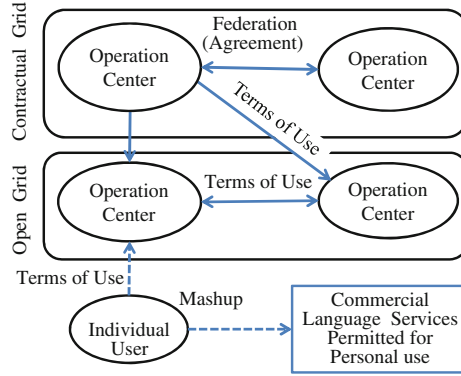 Contractual Grid
Federation
(Agreement)
Operation
Center
Operation
Center
Terms of Use
Open Grid
Operation
Center
Terms of Use
Operation
Center
Terms of Use
Mashup
Individual
User
Commercial
Language Services
Permitted for
Personal use